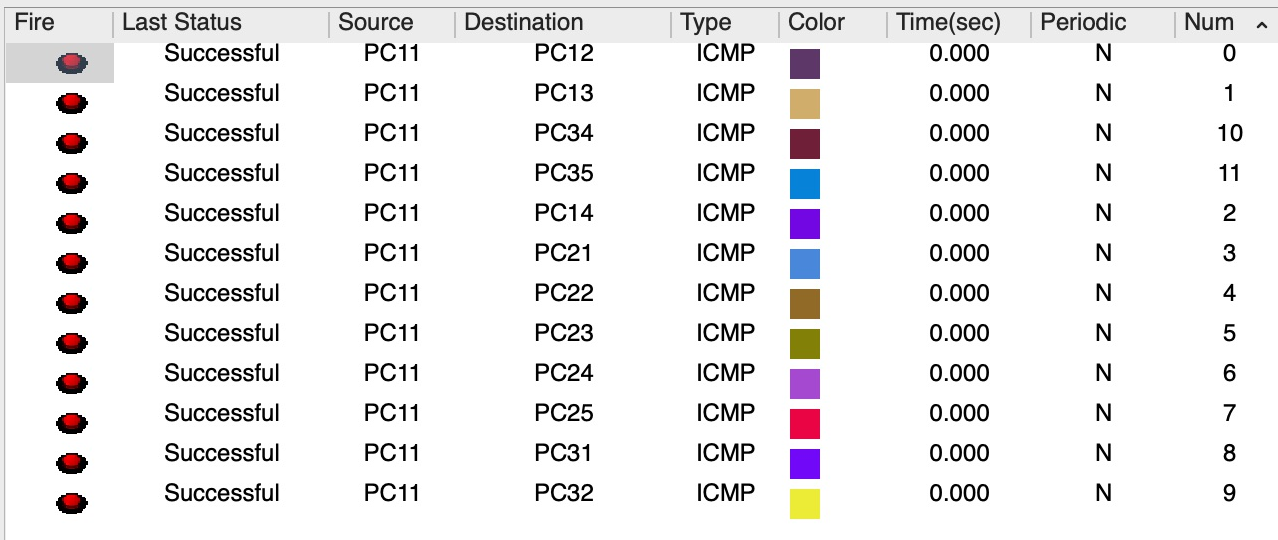 Fire Last Status Source Destination Type Color Time(sec) Periodic Num
Successful PC11 PC12 ICMP 0.000 N 0
Successful PC11 PC13 ICMP 0.000 N 1
Successful PC11 PC34 ICMP 0.000 N 10
Successful PC11 PC35 ICMP 0.000 N 11
Successful PC11 PC14 ICMP 0.000 N 2
Successful PC11 PC21 ICMP 0.000 N 3
Successful PC11 PC22 ICMP 0.000 N 4
Successful PC11 PC23 ICMP 0.000 N 5
Successful PC11 PC24 ICMP 0.000 N 6
Successful PC11 PC25 ICMP 0.000 N 7
Successful PC11 PC31 ICMP 0.000 N 8
Successful PC11 PC32 ICMP 0.000 N 9